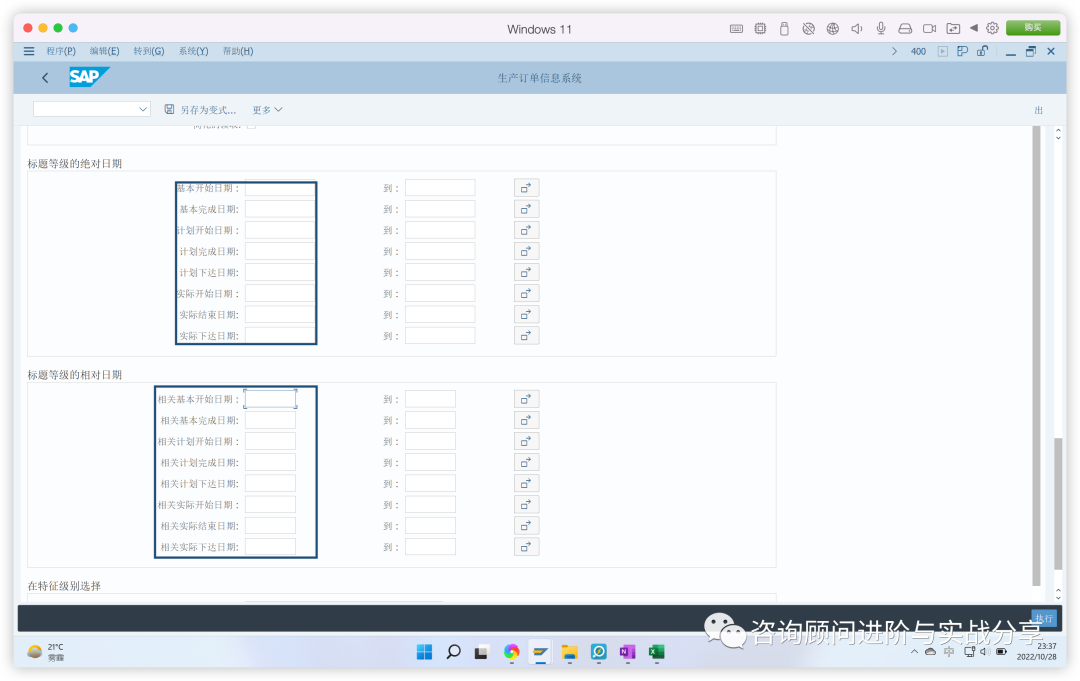 Windows 11
购买
程序(P) 编辑(E) 转到(G) 系统(Y) 帮助(H)
400
SAP
生产订单信息系统
另存为变式... 更多
出
标题等级的绝对日期
基本开始日期： 到：
基本完成日期: 到：
计划开始日期： 到：
计划完成日期: 到：
计划下达日期: 到：
实际开始日期： 到：
实际结束日期: 到：
实际下达日期: 到：
标题等级的相对日期
相关基本开始日期： 到：
相关基本完成日期: 到：
相关计划开始日期： 到：
相关计划完成日期: 到：
相关计划下达日期: 到：
相关实际开始日期： 到：
相关实际结束日期: 到：
相关实际下达日期: 到：
在特征级别选择
执行
咨询顾问进阶与实战分享
21°C
雾霾
中
23:37
2022/10/28